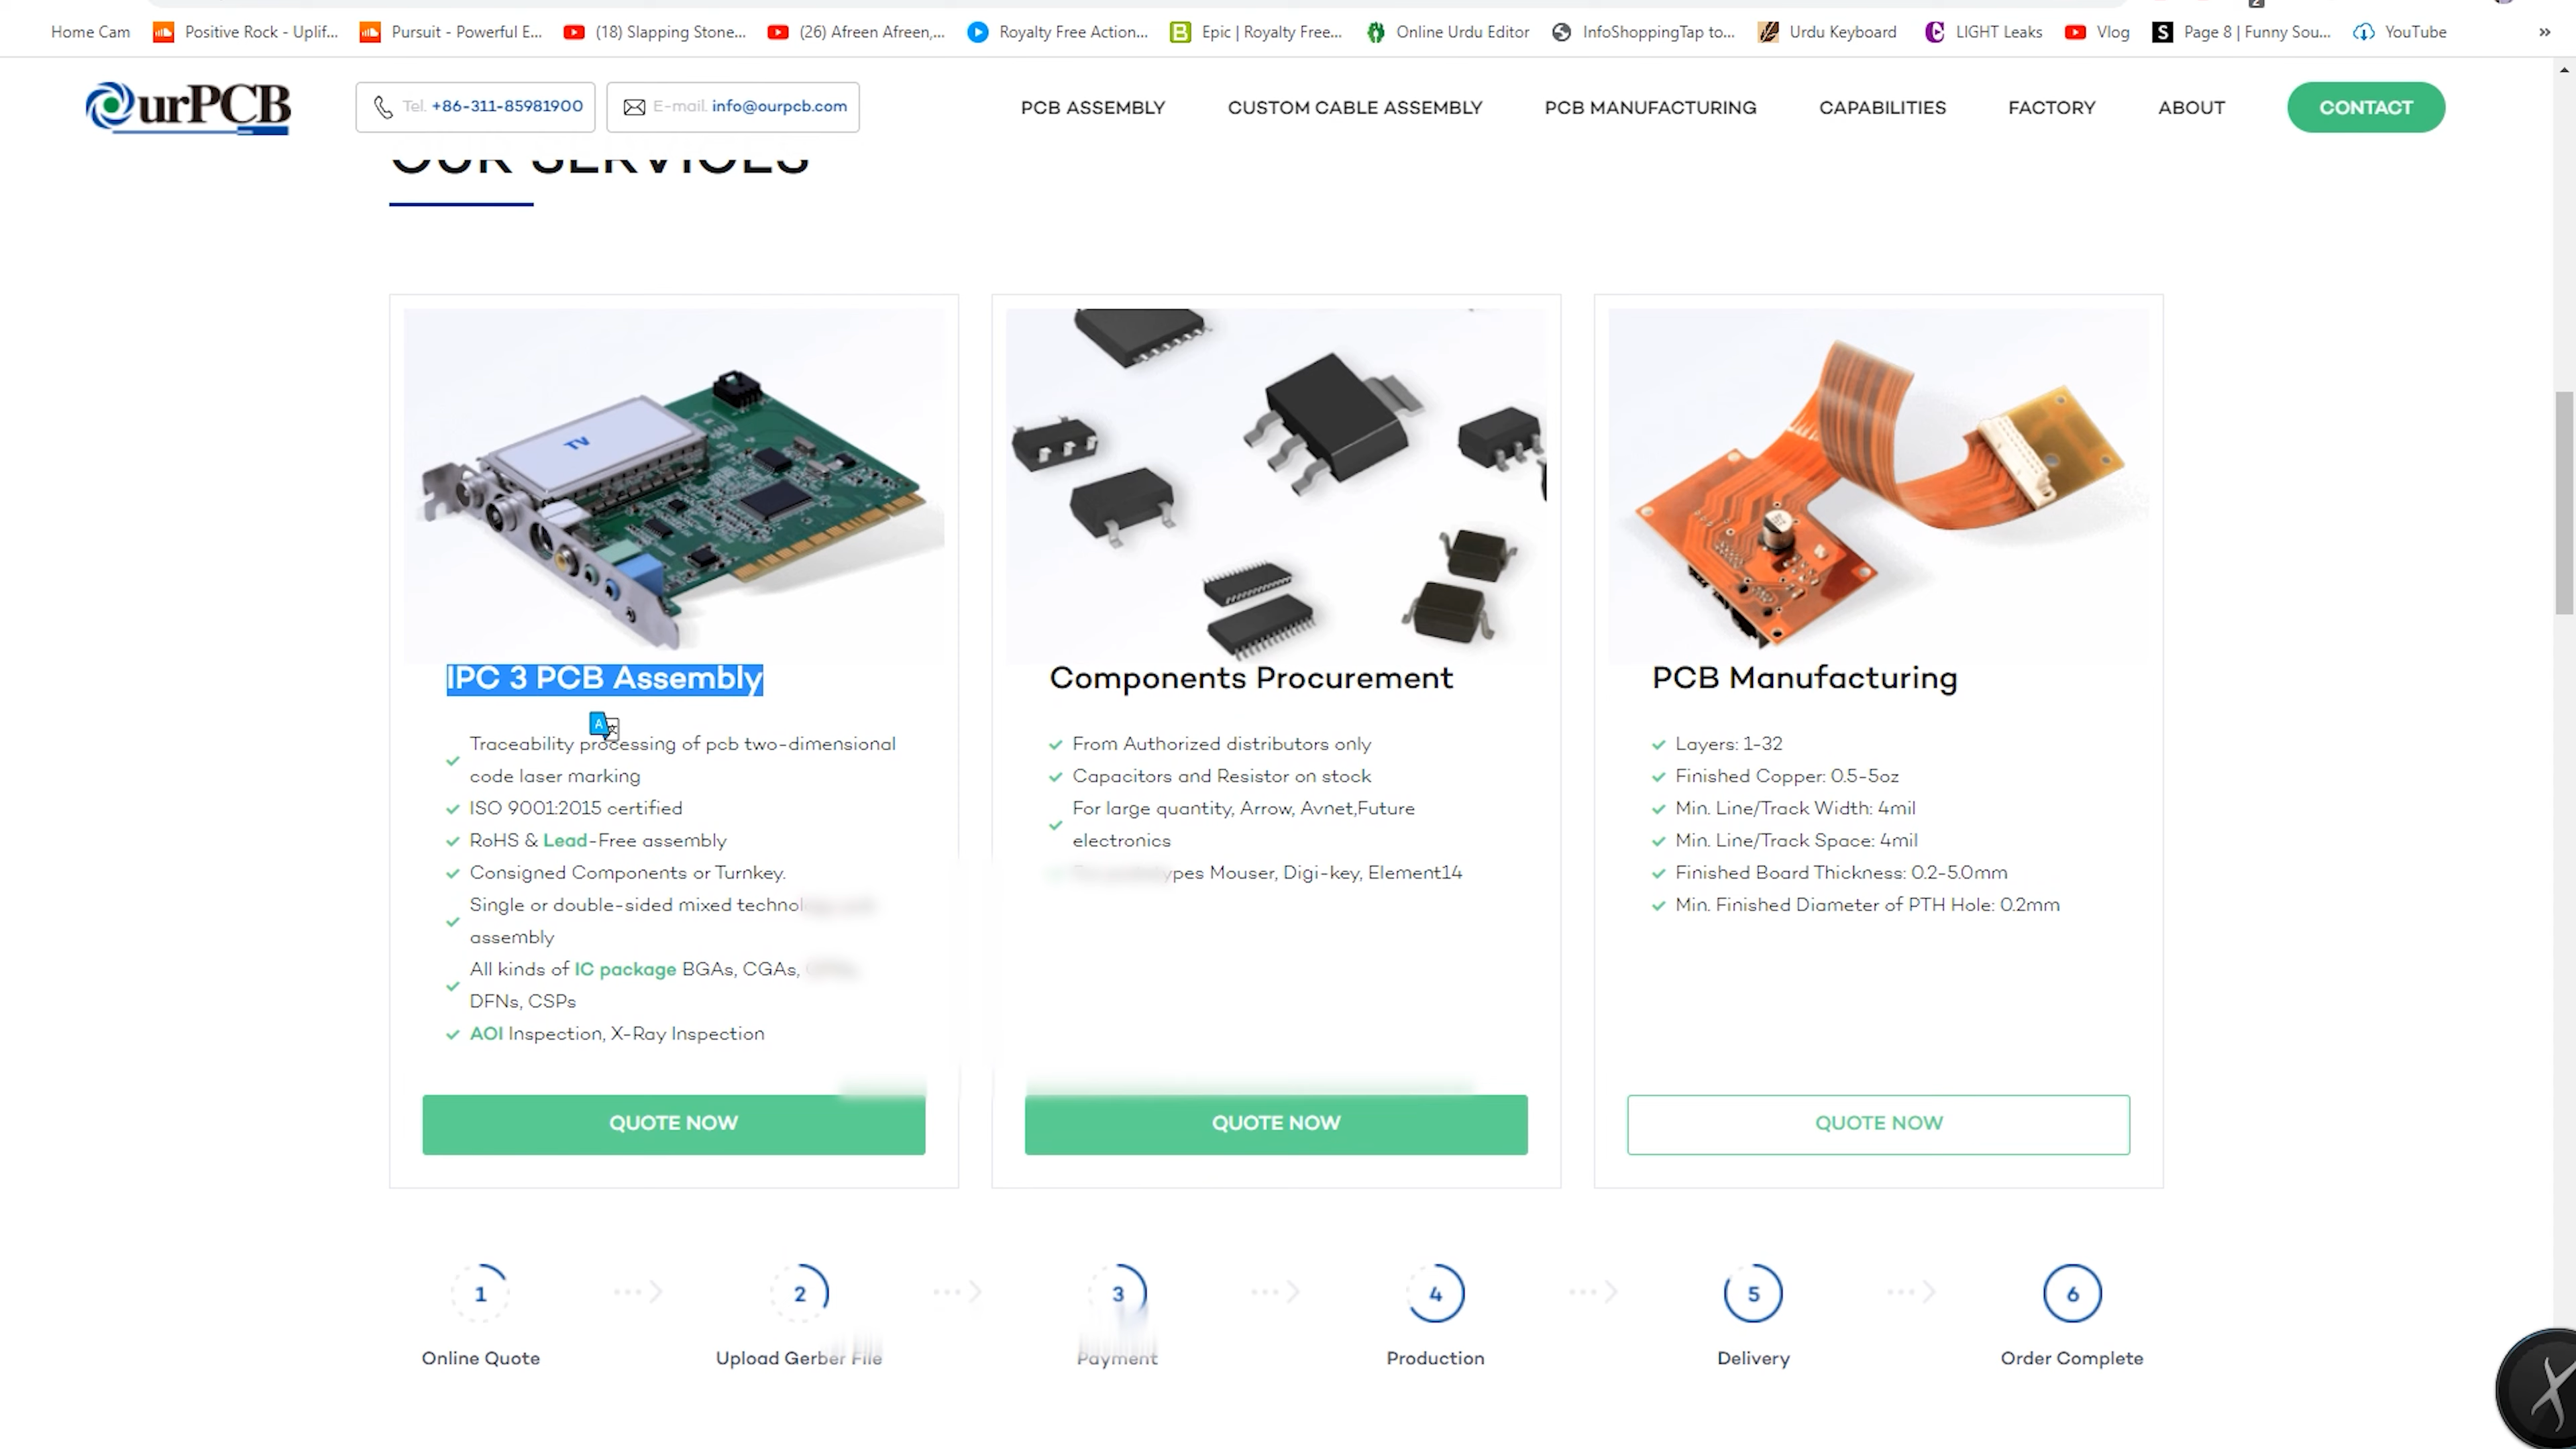 Home Cam
Positive Rock - Uplif...
Pursuit - Powerful E...
(18) Slapping Stone...
(26) Afreen Afreen,...
Royalty Free Action...
Epic | Royalty Free...
Online Urdu Editor
InfoShoppingTap to...
Urdu Keyboard
LIGHT Leaks
Vlog
Page 8 | Funny Sou...
YouTube
»
OurPCB
Tel. +86-311-85981900
E-mail. info@ourpcb.com
PCB ASSEMBLY
CUSTOM CABLE ASSEMBLY
PCB MANUFACTURING
CAPABILITIES
FACTORY
ABOUT
CONTACT
OUR SERVICES
TV
IPC 3 PCB Assembly
Traceability processing of pcb two-dimensional
code laser marking
ISO 9001:2015 certified
RoHS & Lead-Free assembly
Consigned Components or Turnkey.
Single or double-sided mixed
assembly
All kinds of IC package BGAs, CGAs,
DFNs, CSPs
AOI Inspection, X-Ray Inspection
QUOTE NOW
Components Procurement
From Authorized distributors only
Capacitors and Resistor on stock
For large quantity, Arrow, Avnet,Future
electronics
Mouser, Digi-key, Element14
QUOTE NOW
PCB Manufacturing
Layers: 1-32
Finished Copper: 0.5-5oz
Min. Line/Track Width: 4mil
Min. Line/Track Space: 4mil
Finished Board Thickness: 0.2-5.0mm
Min. Finished Diameter of PTH Hole: 0.2mm
QUOTE NOW
1
2
3
4
5
6
Online Quote
Upload Gerber File
Payment
Production
Delivery
Order Complete